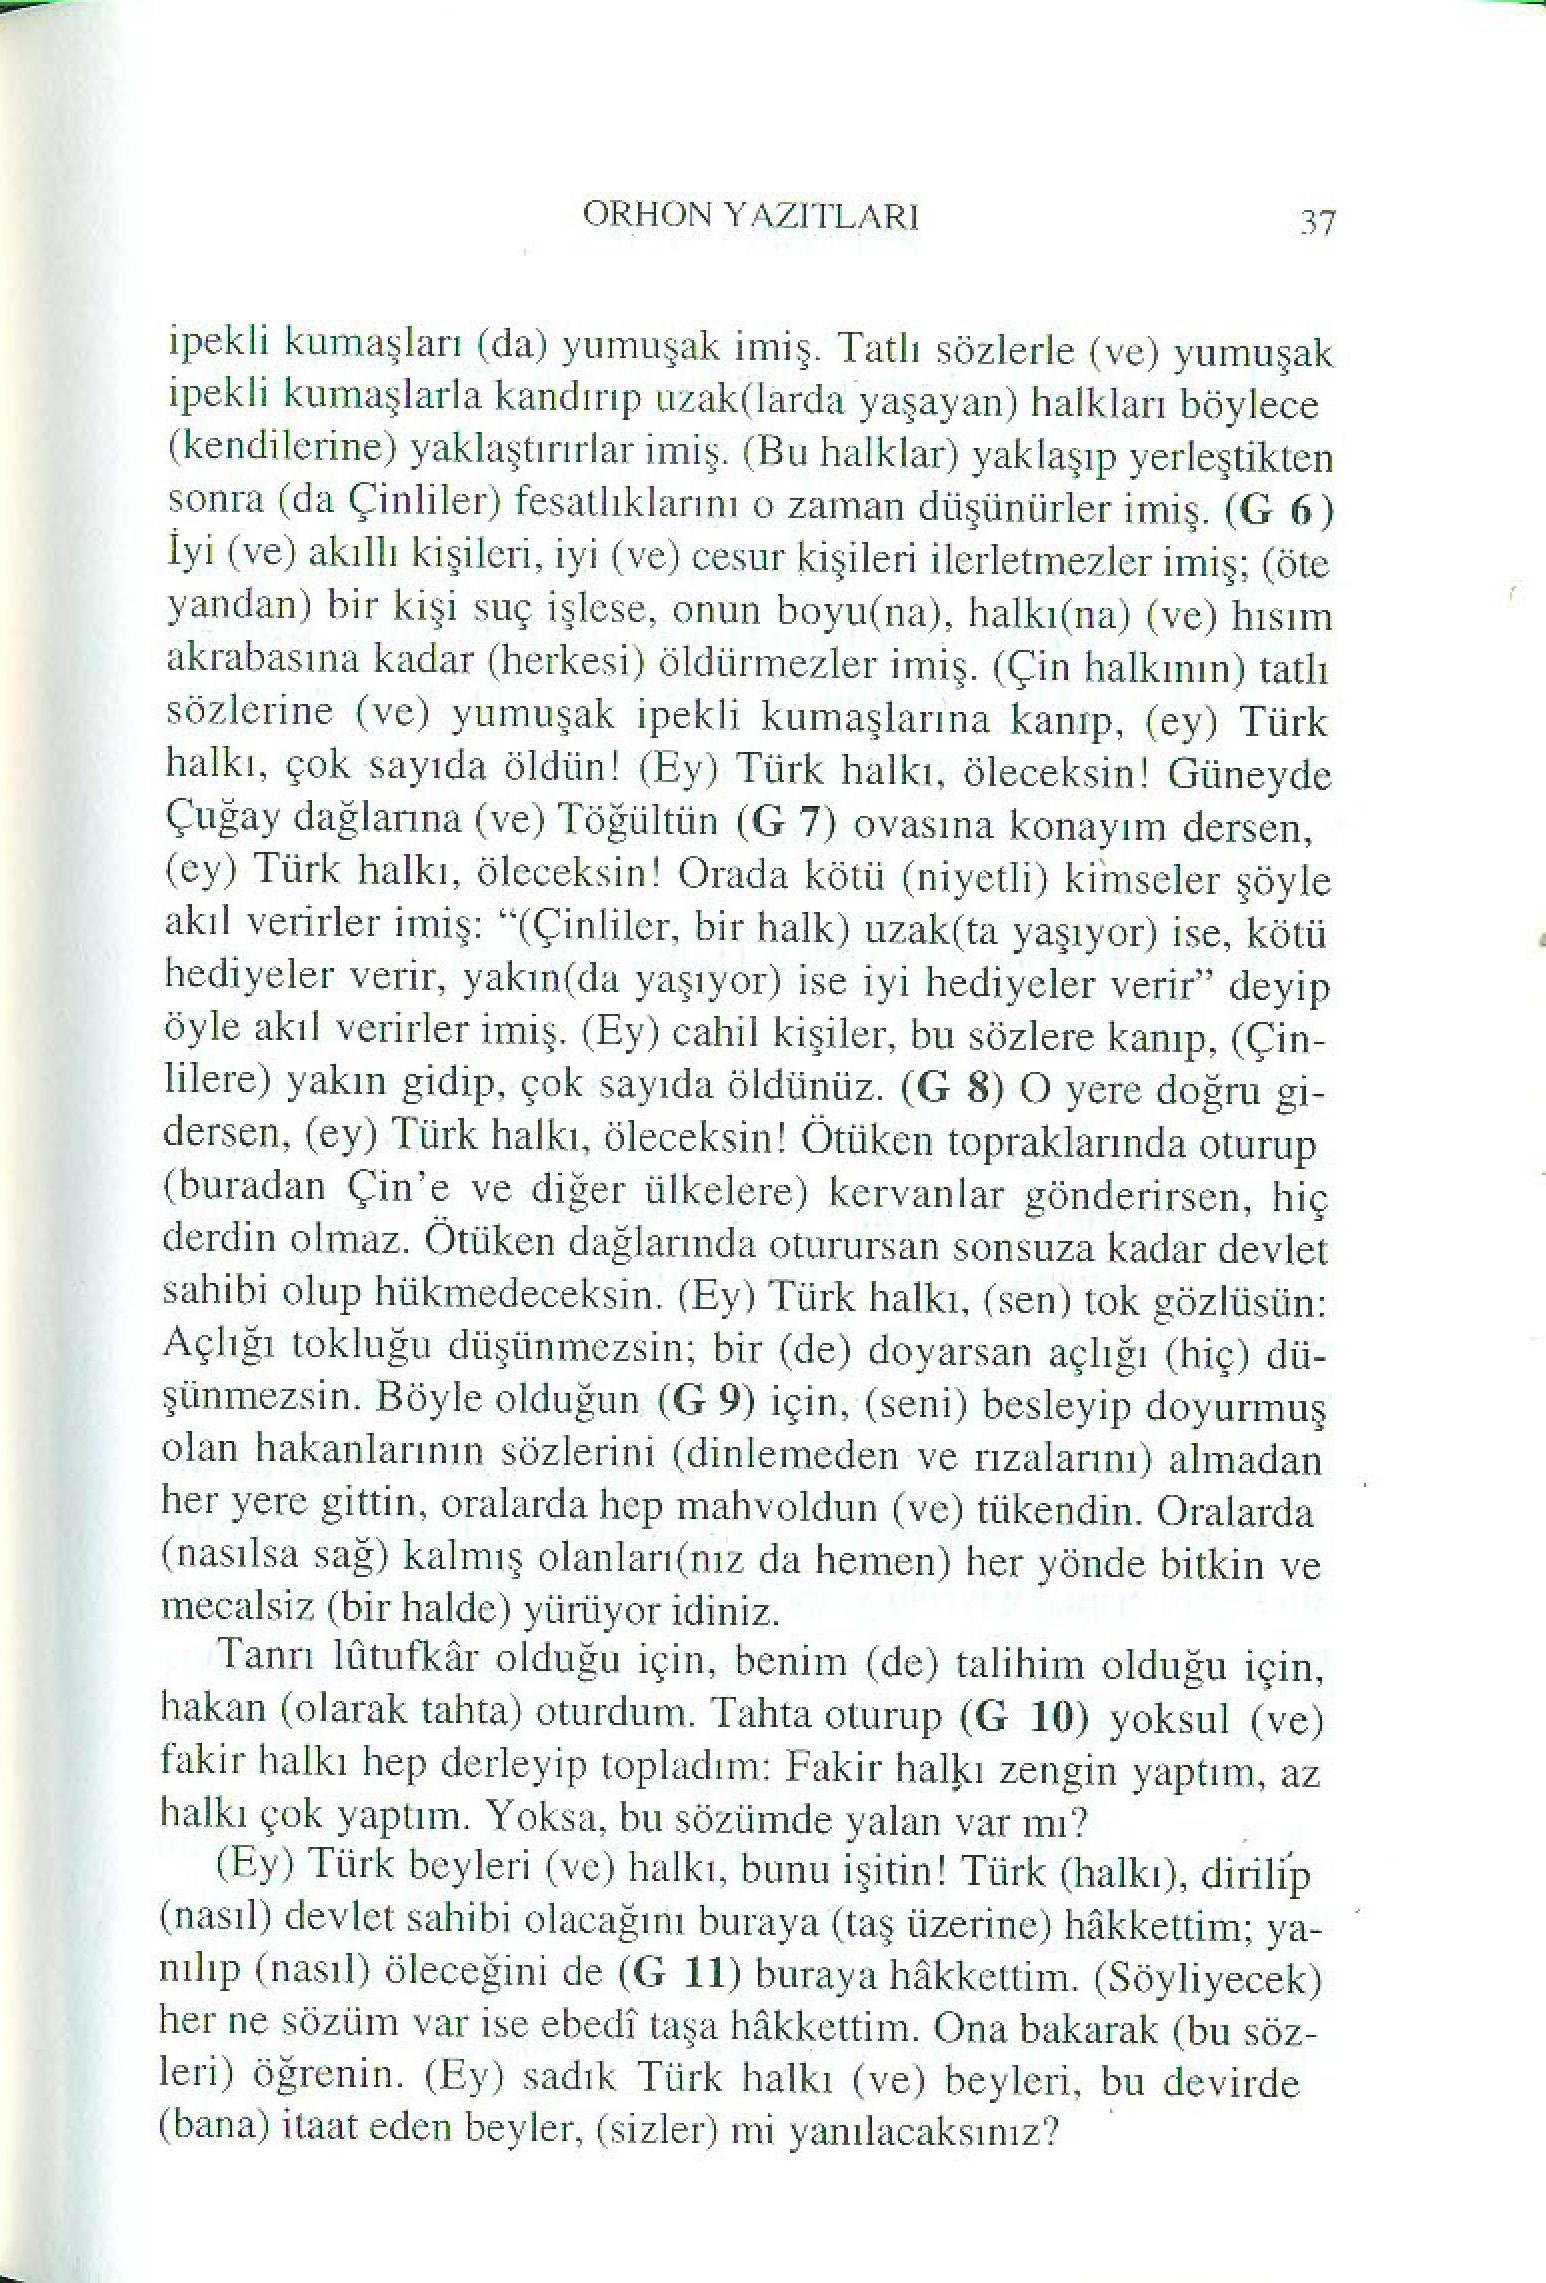 ORHON YAZITLARI 37
ipekli kumaşları (da) yumuşak imiş. Tatlı sözlerle (ve) yumuşak
ipekli kumaşlarla kandırıp uzak(larda yaşayan) halkları böylece
(kendilerine) yaklaştırırlar imiş. (Bu halklar) yaklaşıp yerleştikten
sonra (da Çinliler) fesatlıklarını o zaman düşünürler imiş. (G 6)
İyi (ve) akıllı kişileri, iyi (ve) cesur kişileri ilerletmezler imiş; (öte
yandan) bir kişi suç işlese, onun boyu(na), halkı(na) (ve) hısım
akrabasına kadar (herkesi) öldürmezler imiş. (Çin halkının) tatlı
sözlerine (ve) yumuşak ipekli kumaşlarına kanıp, (ey) Türk
halkı, çok sayıda öldün! (Ey) Türk halkı, öleceksin! Güneyde
Çuğay dağlarına (ve) Töğültün (G 7) ovasına konayım dersen,
(ey) Türk halkı, öleceksin! Orada kötü (niyetli) kimseler şöyle
akıl verirler imiş: “(Çinliler, bir halk) uzak(ta yaşıyor) ise, kötü
hediyeler verir, yakın(da yaşıyor) ise iyi hediyeler verir” deyip
öyle akıl verirler imiş. (Ey) cahil kişiler, bu sözlere kanıp, (Çin-
lilere) yakın gidip, çok sayıda öldünüz. (G 8) O yere doğru gi-
dersen, (ey) Türk halkı, öleceksin! Ötüken topraklarında oturup
(buradan Çin’e ve diğer ülkelere) kervanlar gönderirsen, hiç
derdin olmaz. Ötüken dağlarında oturursan sonsuza kadar devlet
sahibi olup hükmedeceksin. (Ey) Türk halkı, (sen) tok gözlüsün:
Açlığı tokluğu düşünmezsin; bir (de) doyarsan açlığı (hiç) dü-
şünmezsin. Böyle olduğun (G 9) için, (seni) besleyip doyurmuş
olan hakanlarının sözlerini (dinlemeden ve rızalarını) almadan
her yere gittin, oralarda hep mahvoldun (ve) tükendin. Oralarda
(nasılsa sağ) kalmış olanları(nız da hemen) her yönde bitkin ve
mecalsiz (bir halde) yürüyor idiniz.
Tanrı lûtufkâr olduğu için, benim (de) talihim olduğu için,
hakan (olarak tahta) oturdum. Tahta oturup (G 10) yoksul (ve)
fakir halkı hep derleyip topladım: Fakir halkı zengin yaptım, az
halkı çok yaptım. Yoksa, bu sözümde yalan var mı?
(Ey) Türk beyleri (ve) halkı, bunu işitin! Türk (halkı), dirilip
(nasıl) devlet sahibi olacağını buraya (taş üzerine) hâkkettim; ya-
nılıp (nasıl) öleceğini de (G 11) buraya hâkkettim. (Söyliyecek)
her ne sözüm var ise ebedî taşa hâkkettim. Ona bakarak (bu söz-
leri) öğrenin. (Ey) sadık Türk halkı (ve) beyleri, bu devirde
(bana) itaat eden beyler, (sizler) mi yanılacaksınız?